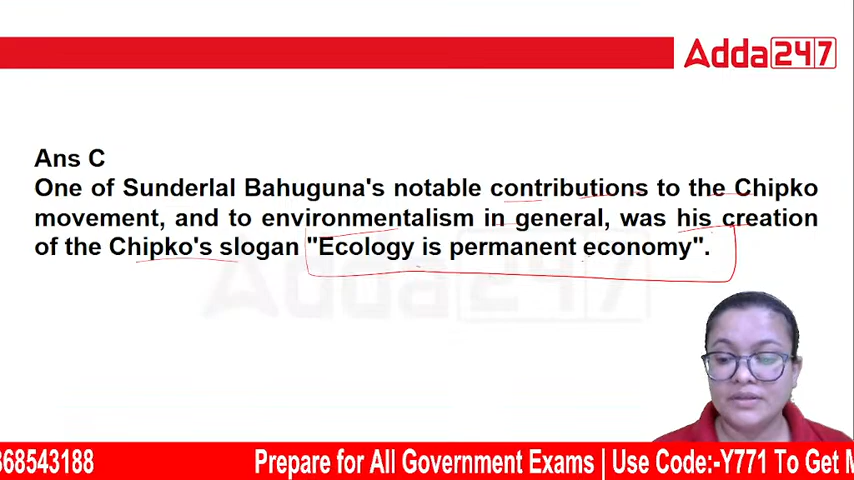 Adda247
Ans C
One of Sunderlal Bahuguna's notable contributions to the Chipko
movement, and to environmentalism in general, was his creation
of the Chipko's slogan "Ecology is permanent economy".
Adda247
368543188 Prepare for All Government Exams | Use Code:-Y771 To Get M